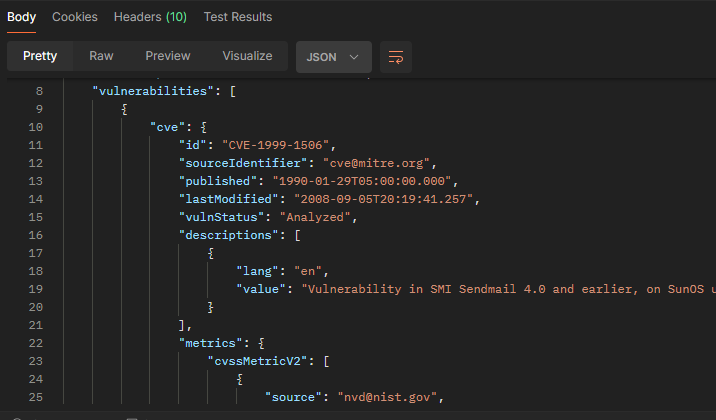 Body Cookies Headers (10) Test Results
Pretty Raw Preview Visualize JSON
8 "vulnerabilities": [
9 {
10 "cve": {
11 "id": "CVE-1999-1506",
12 "sourceIdentifier": "cve@mitre.org",
13 "published": "1990-01-29T05:00:00.000",
14 "lastModified": "2008-09-05T20:19:41.257",
15 "vulnStatus": "Analyzed",
16 "descriptions": [
17 {
18 "lang": "en",
19 "value": "Vulnerability in SMI Sendmail 4.0 and earlier, on SunOS u
20 }
21 ],
22 "metrics": {
23 "cvssMetricV2": [
24 {
25 "source": "nvd@nist.gov",